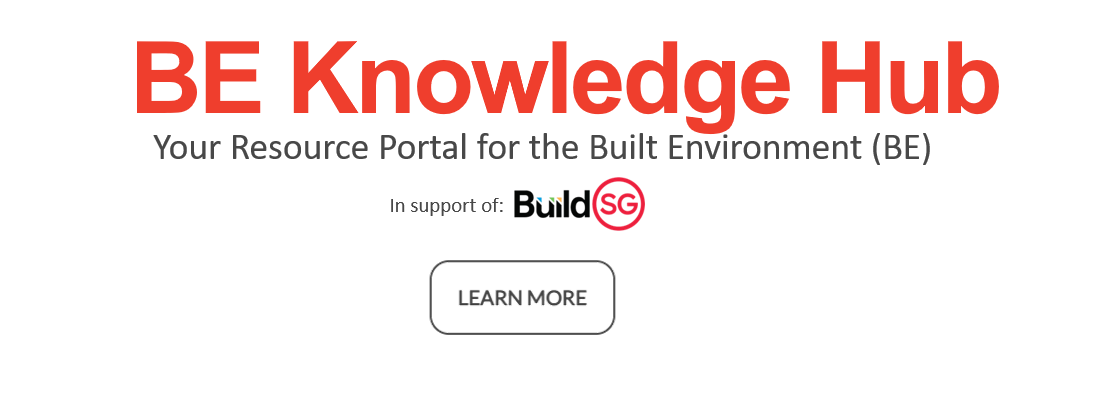 BE Knowledge Hub
Your Resource Portal for the Built Environment (BE)
In support of: Build SG
LEARN MORE